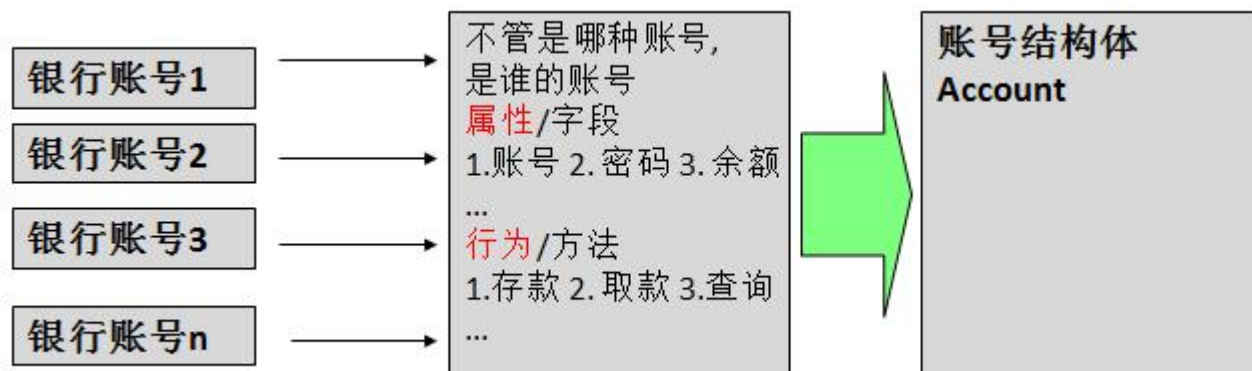 银行账号1
银行账号2
银行账号3
银行账号n
不管是哪种账号,
是谁的账号
属性/字段
1.账号 2. 密码 3. 余额
...
行为/方法
1.存款 2. 取款 3.查询
...
账号结构体
Account